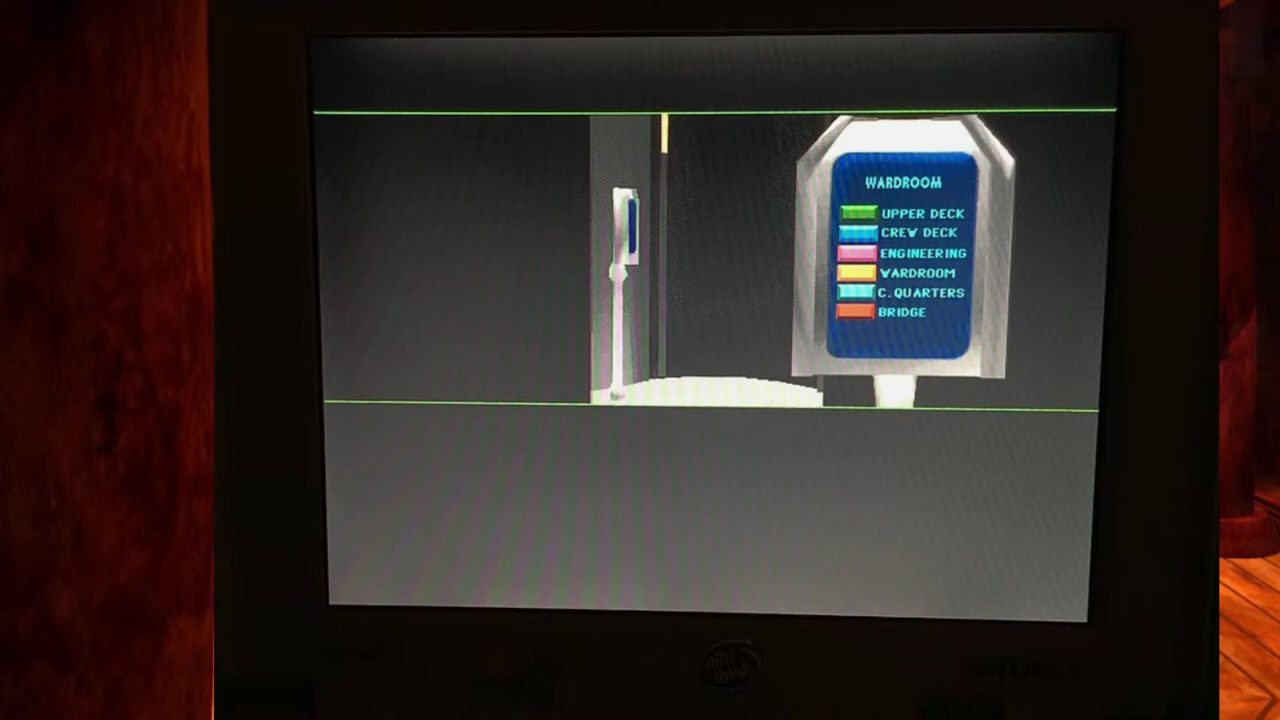 WARDROOM
UPPER DECK
CREW DECK
ENGINEERING
WARDROOM
C.QUARTERS
BRIDGE